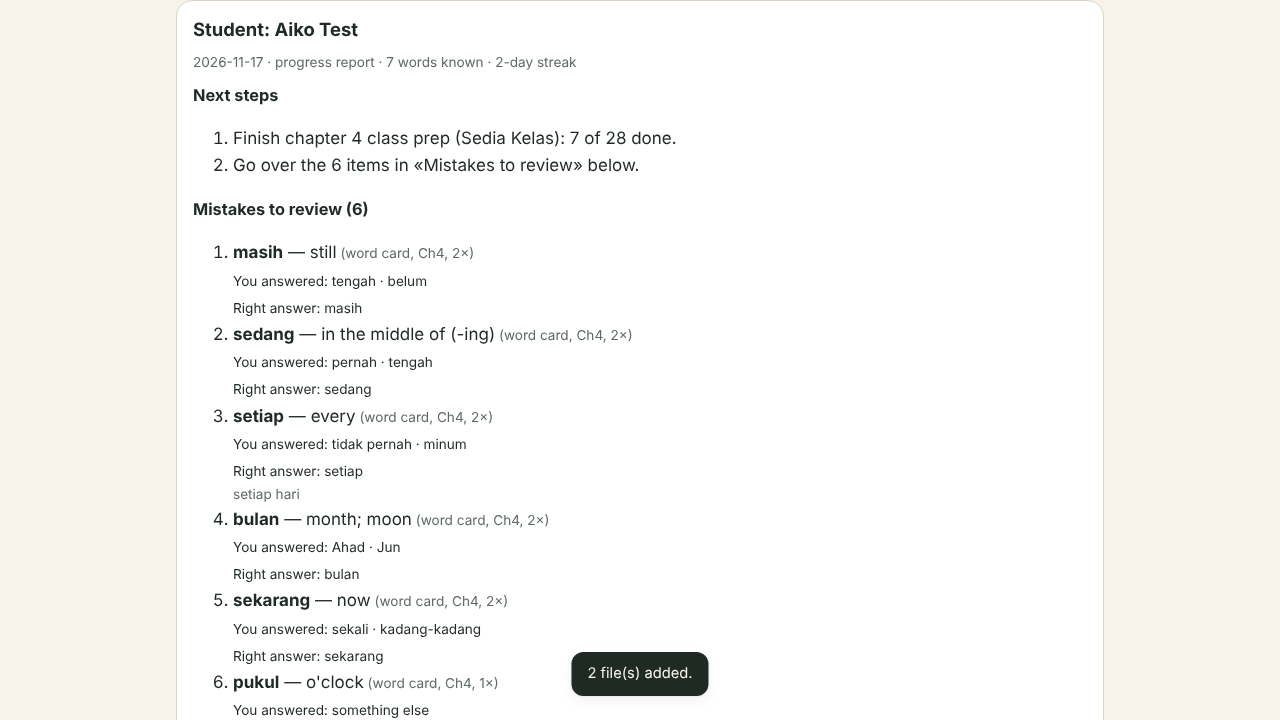 Student: Aiko Test
2026-11-17 · progress report · 7 words known · 2-day streak
Next steps
1. Finish chapter 4 class prep (Sedia Kelas): 7 of 28 done.
2. Go over the 6 items in «Mistakes to review» below.
Mistakes to review (6)
1. masih — still (word card, Ch4, 2×)
You answered: tengah · belum
Right answer: masih
2. sedang — in the middle of (-ing) (word card, Ch4, 2×)
You answered: pernah · tengah
Right answer: sedang
3. setiap — every (word card, Ch4, 2×)
You answered: tidak pernah · minum
Right answer: setiap
setiap hari
4. bulan — month; moon (word card, Ch4, 2×)
You answered: Ahad · Jun
Right answer: bulan
5. sekarang — now (word card, Ch4, 2×)
You answered: sekali · kadang-kadang
Right answer: sekarang
6. pukul — o'clock (word card, Ch4, 1×)
You answered: something else
2 file(s) added.